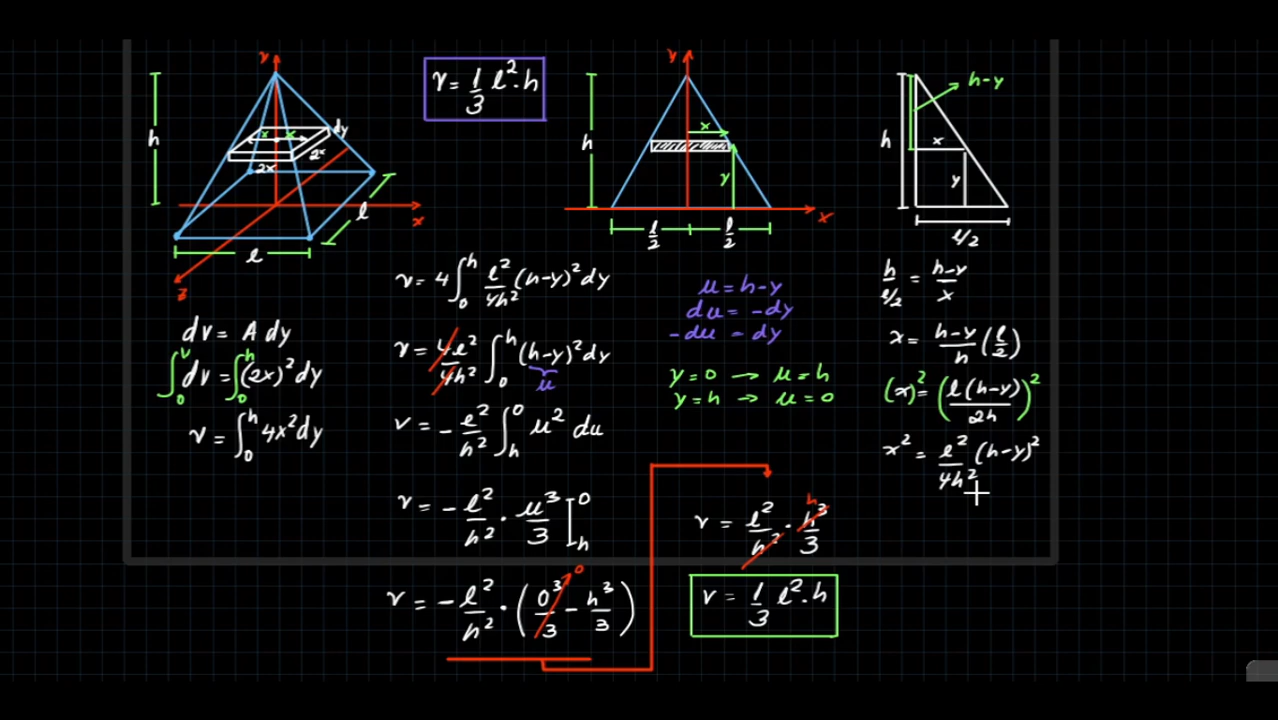 V = 1/3 l²·h
y
h
x
x
dy
2x
2x
l
l
x
z
y
h
x
y
l/2
l/2
x
h-y
h
x
y
l/2
dv = A dy
∫₀^v dv = ∫₀^h (2x)² dy
v = ∫₀^h 4x² dy
v = 4 ∫₀^h l²/4h² (h-y)² dy
v = 4l²/4h² ∫₀^h (h-y)² dy
u
v = - l²/h² ∫_h^0 u² du
v = - l²/h² · u³/3 ]_h^0
v = - l²/h² · (0³/3 - h³/3)
0
u = h-y
du = -dy
-du = dy
y=0 → u=h
y=h → u=0
h/(l/2) = (h-y)/x
x = (h-y)/h (l/2)
(x)² = (l(h-y)/2h)²
x² = l²/4h² (h-y)²
h
v = l²/h² · h³/3
v = 1/3 l²·h